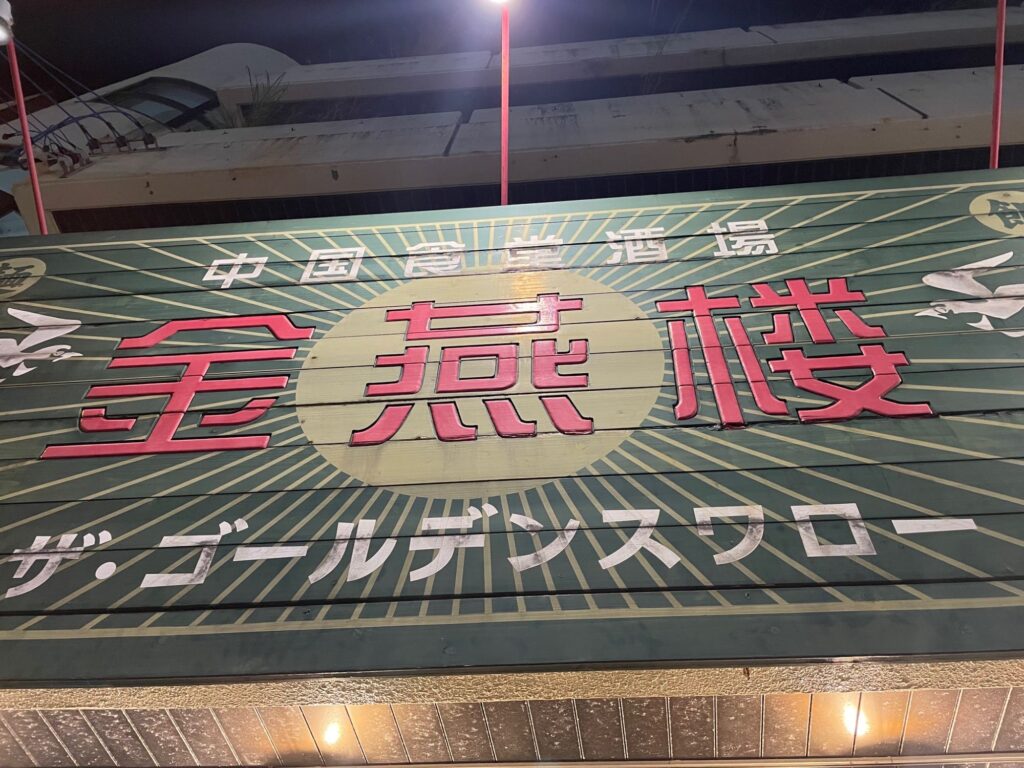 中国食堂酒場
金燕楼
ザ・ゴールデンスワロー